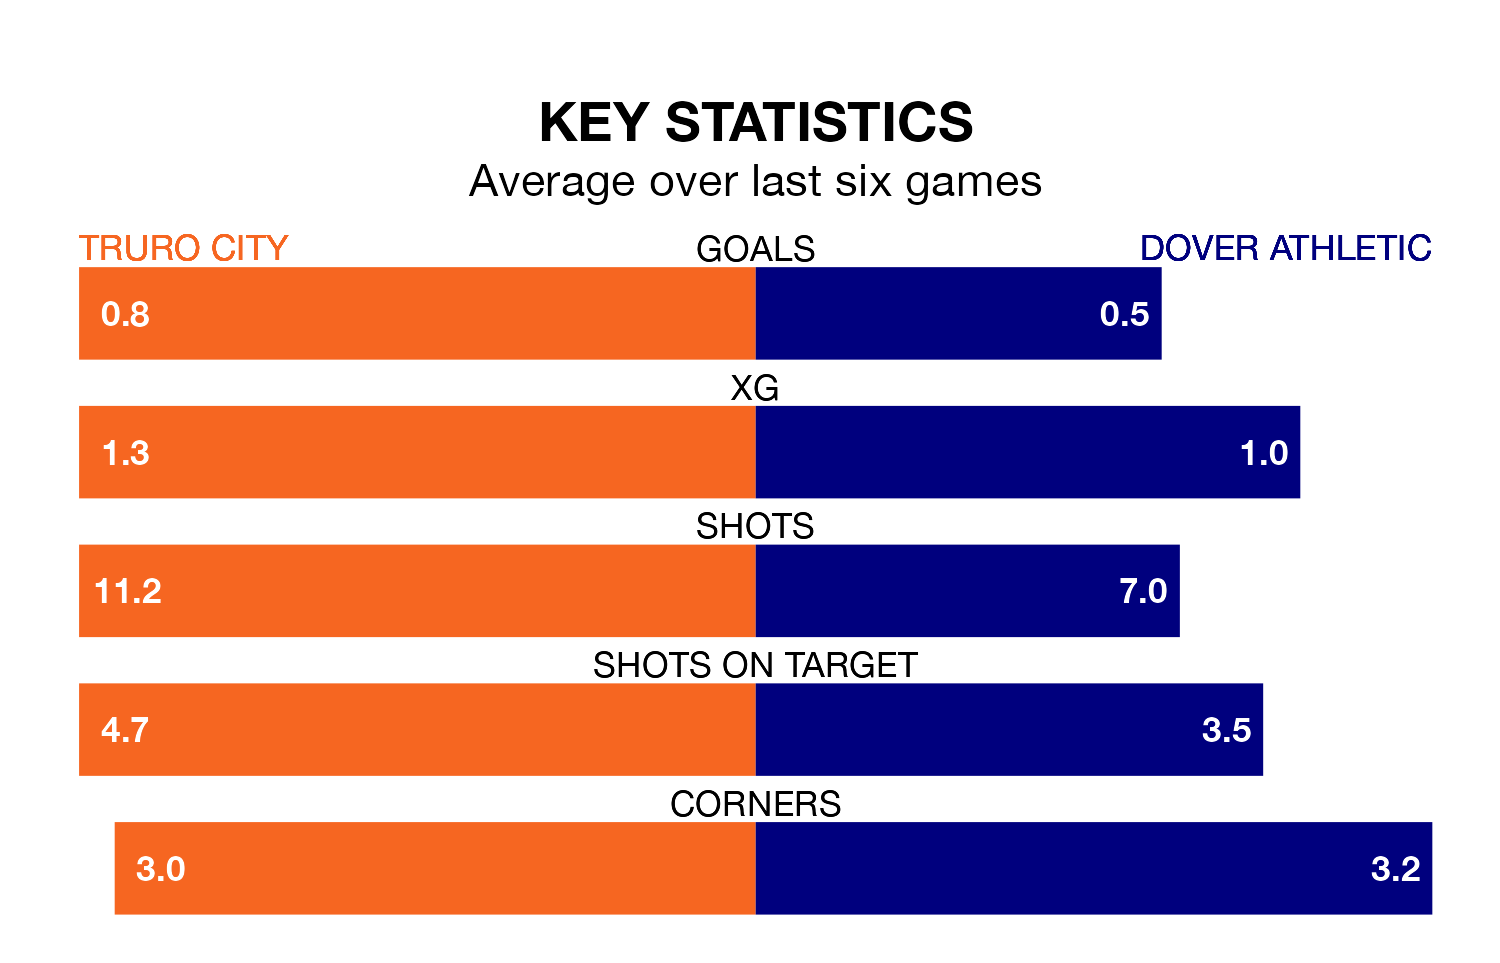 KEY STATISTICS
Average over last six games
TRURO CITY GOALS DOVER ATHLETIC
0.8 0.5
XG
1.3 1.0
SHOTS
11.2 7.0
SHOTS ON TARGET
4.7 3.5
CORNERS
3.0 3.2